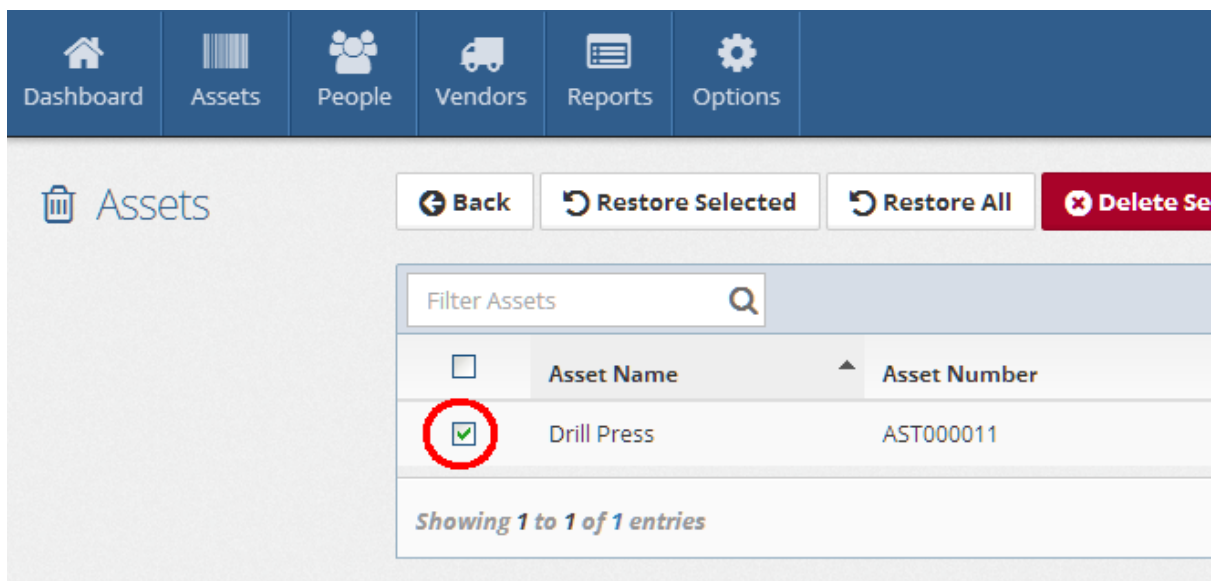 Dashboard Assets People Vendors Reports Options
Assets
Back Restore Selected Restore All Delete Se
Filter Assets
Asset Name Asset Number
Drill Press AST000011
Showing 1 to 1 of 1 entries